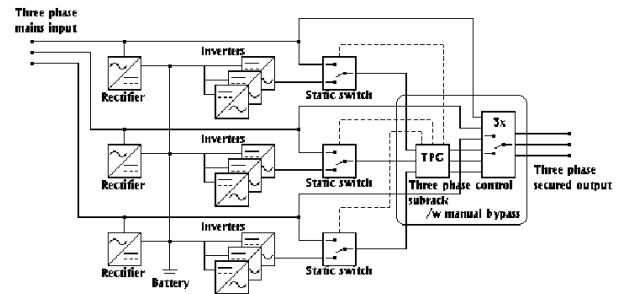 Three phase
mains input
Inverters
Rectifier
Static switch
Inverters
Rectifier
Static switch
TPC
3x
Three phase control
subrack
/w manual bypass
Three phase
secured output
Inverters
Rectifier
Battery
Static switch